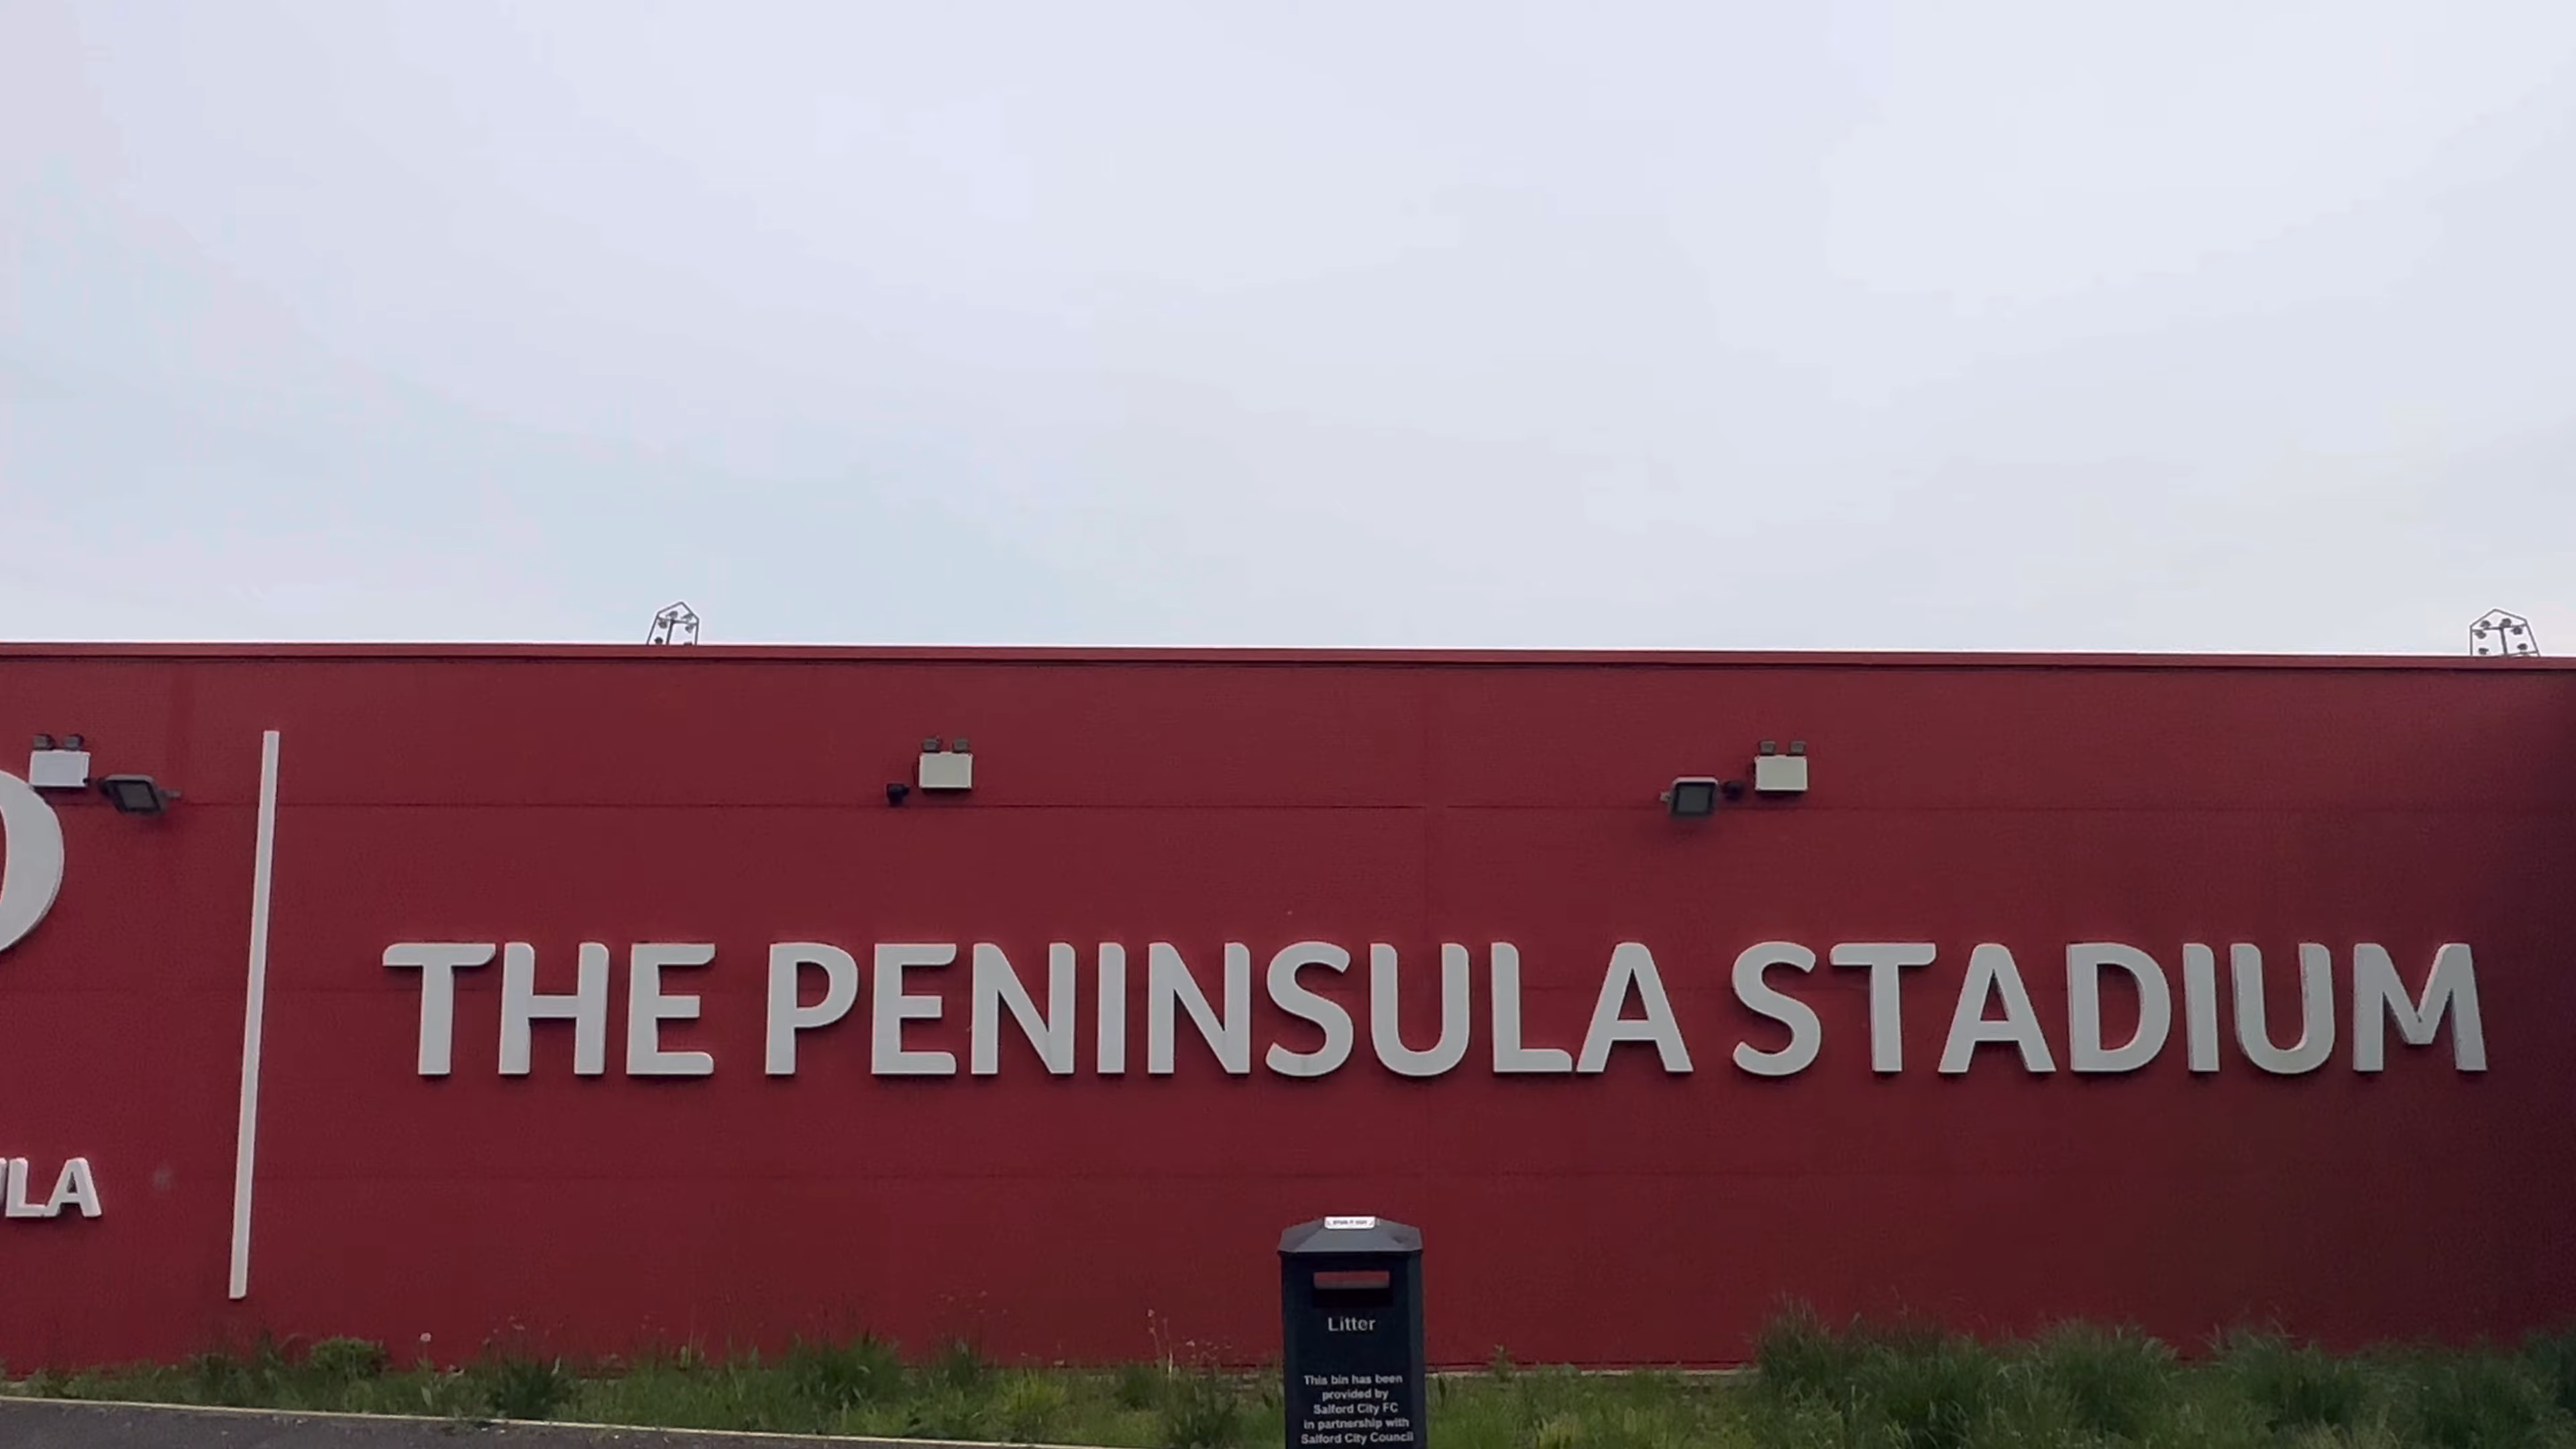 THE PENINSULA STADIUM
ULA
Litter
This bin has been
provided by
Salford City FC
in partnership with
Salford City Council